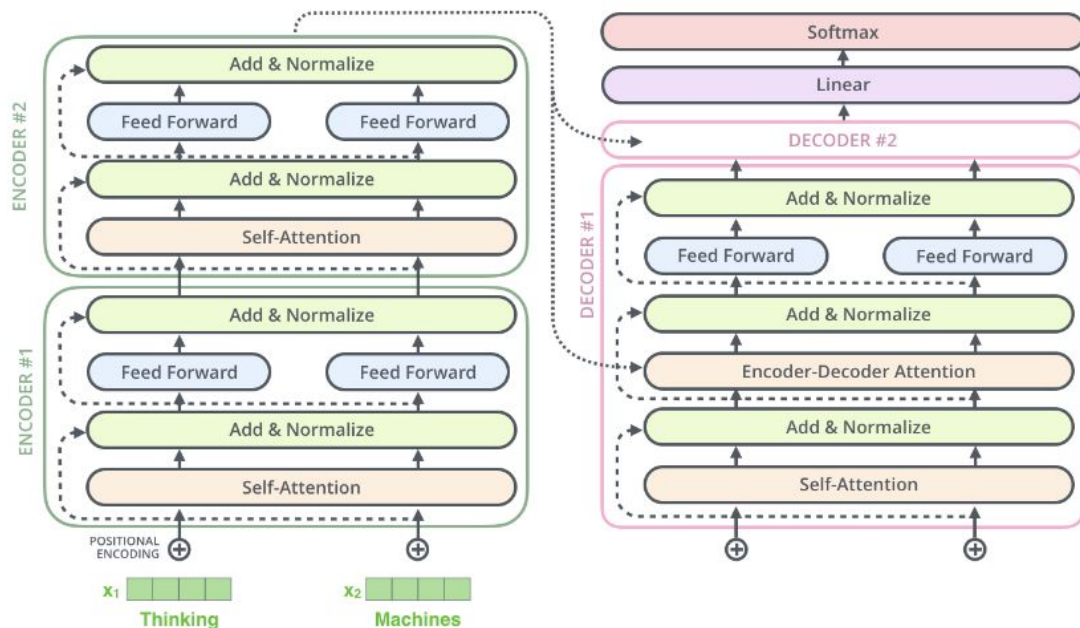 ENCODER #2
Add & Normalize
Feed Forward Feed Forward
Add & Normalize
Self-Attention
ENCODER #1
Add & Normalize
Feed Forward Feed Forward
Add & Normalize
Self-Attention
POSITIONAL
ENCODING
x1 x2
Thinking Machines
Softmax
Linear
DECODER #2
DECODER #1
Add & Normalize
Feed Forward Feed Forward
Add & Normalize
Encoder-Decoder Attention
Add & Normalize
Self-Attention